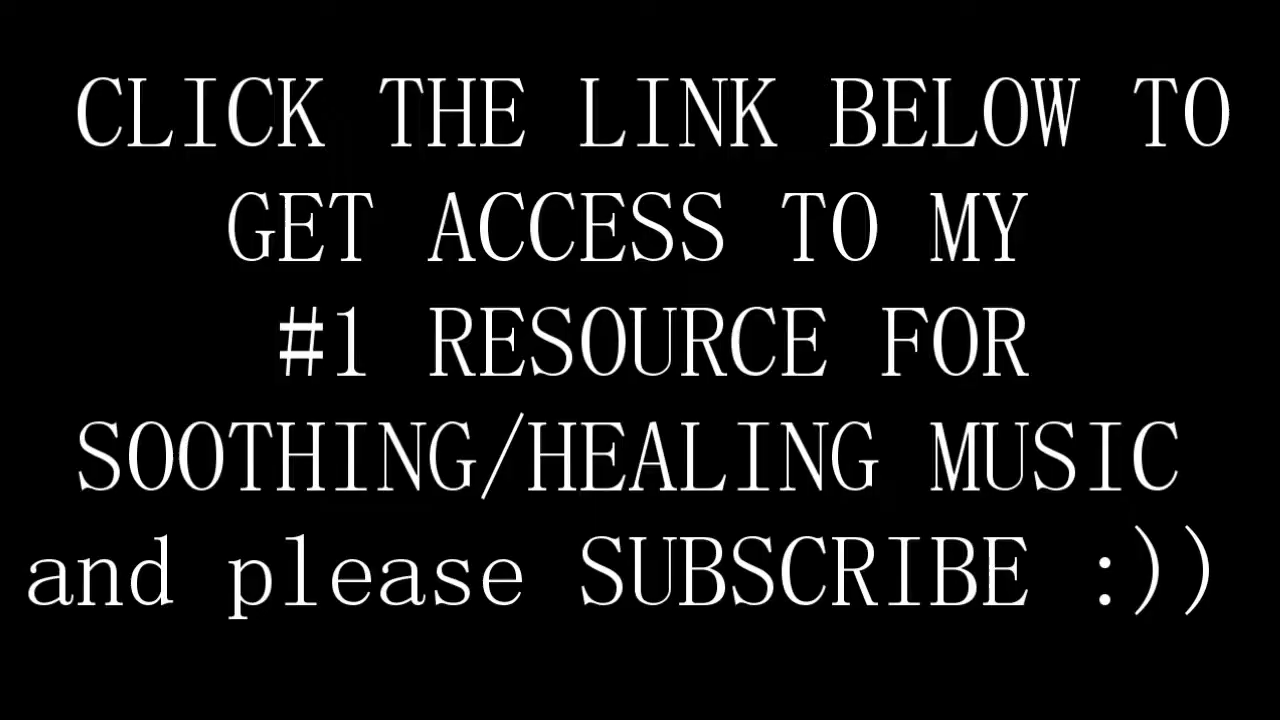 CLICK THE LINK BELOW TO
GET ACCESS TO MY
#1 RESOURCE FOR
SOOTHING/HEALING MUSIC
and please SUBSCRIBE :))